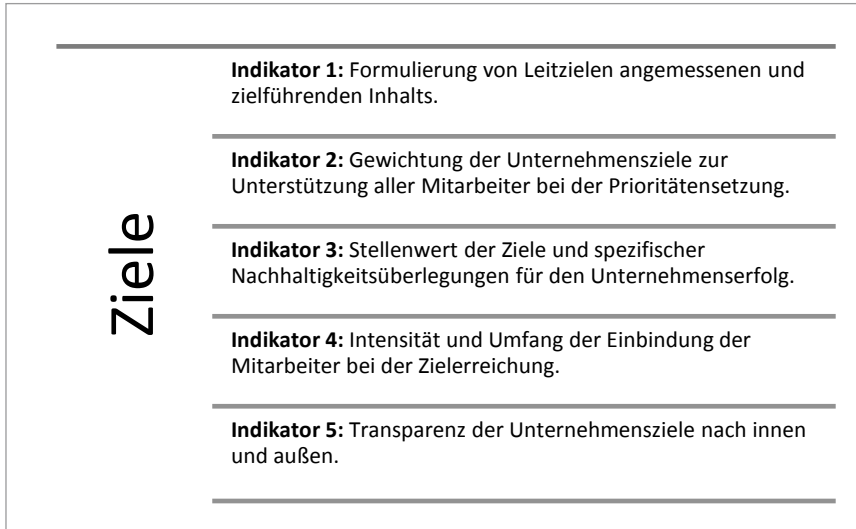 Ziele
Indikator 1: Formulierung von Leitzielen angemessenen und
zielführenden Inhalts.
Indikator 2: Gewichtung der Unternehmensziele zur
Unterstützung aller Mitarbeiter bei der Prioritätensetzung.
Indikator 3: Stellenwert der Ziele und spezifischer
Nachhaltigkeitsüberlegungen für den Unternehmenserfolg.
Indikator 4: Intensität und Umfang der Einbindung der
Mitarbeiter bei der Zielerreichung.
Indikator 5: Transparenz der Unternehmensziele nach innen
und außen.